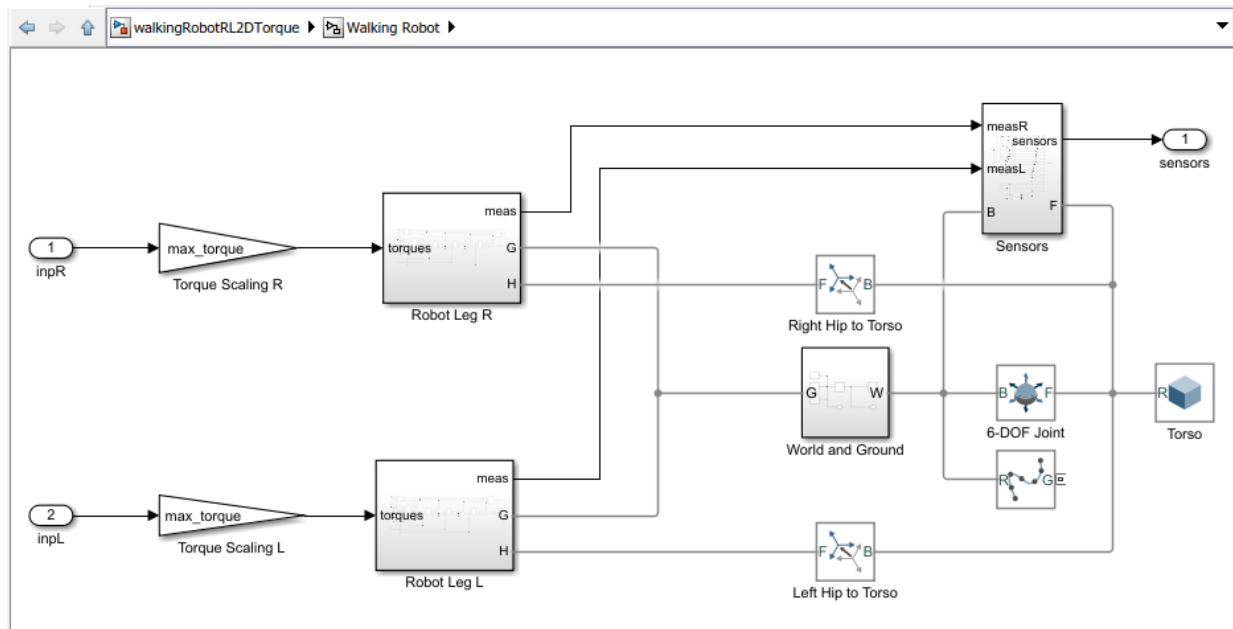 walkingRobotRL2DTorque Walking Robot
measR
sensors
measL
B
F
Sensors
1
sensors
1
inpR
max_torque
Torque Scaling R
meas
torques
G
H
Robot Leg R
F B
Right Hip to Torso
G W
World and Ground
B F
6-DOF Joint
R
Torso
R G
2
inpL
max_torque
Torque Scaling L
meas
torques
G
H
Robot Leg L
F B
Left Hip to Torso